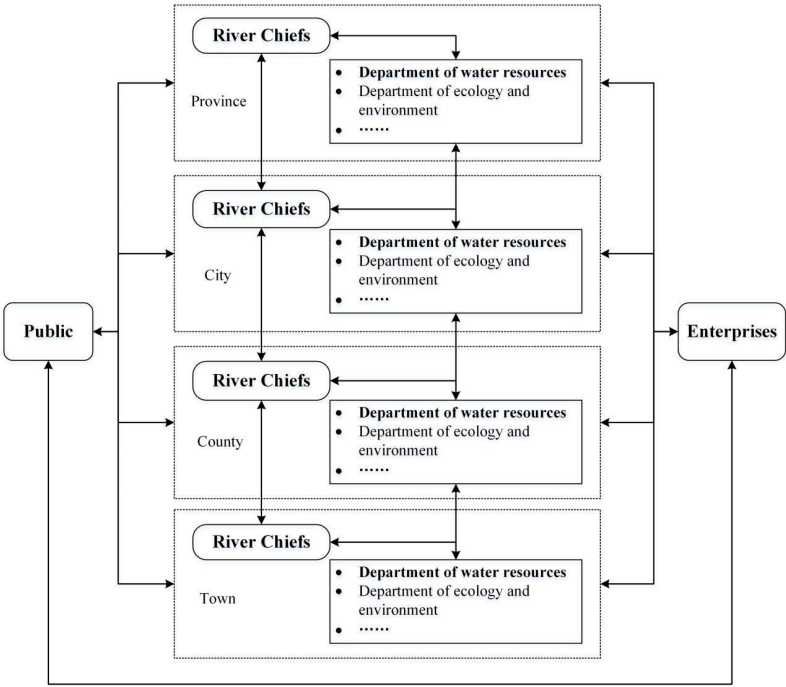 River Chiefs
Province
• Department of water resources
• Department of ecology and
environment
• ......
River Chiefs
City
• Department of water resources
• Department of ecology and
environment
• ......
Public
Enterprises
River Chiefs
County
• Department of water resources
• Department of ecology and
environment
• ......
River Chiefs
Town
• Department of water resources
• Department of ecology and
environment
• ......